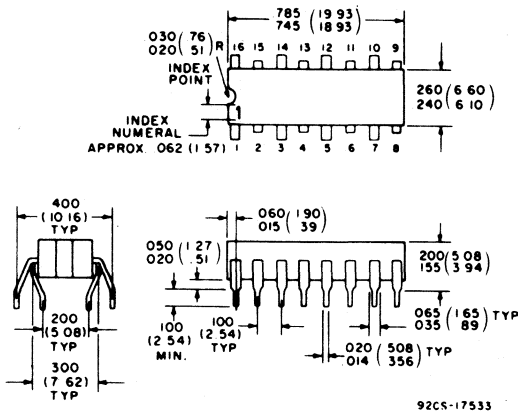 785 (19 93)
745 (18 93)
030 (.76)
020 (.51) R
16 15 14 13 12 11 10 9
INDEX
POINT
260 (6 60)
240 (6 10)
INDEX
NUMERAL
1
APPROX. 062 (1 57)
1 2 3 4 5 6 7 8
400
(10 16)
TYP
060 (1 90)
015 ( 39)
050 (1 27)
020 ( .51)
200 (5 08)
155 (3 94)
100
(2 54)
MIN.
100
(2 54)
TYP
065 (1 65) TYP
035 ( 89)
020 (508) TYP
014 (.356)
200
(5 08)
TYP
300
(7 62)
TYP
92CS-17533